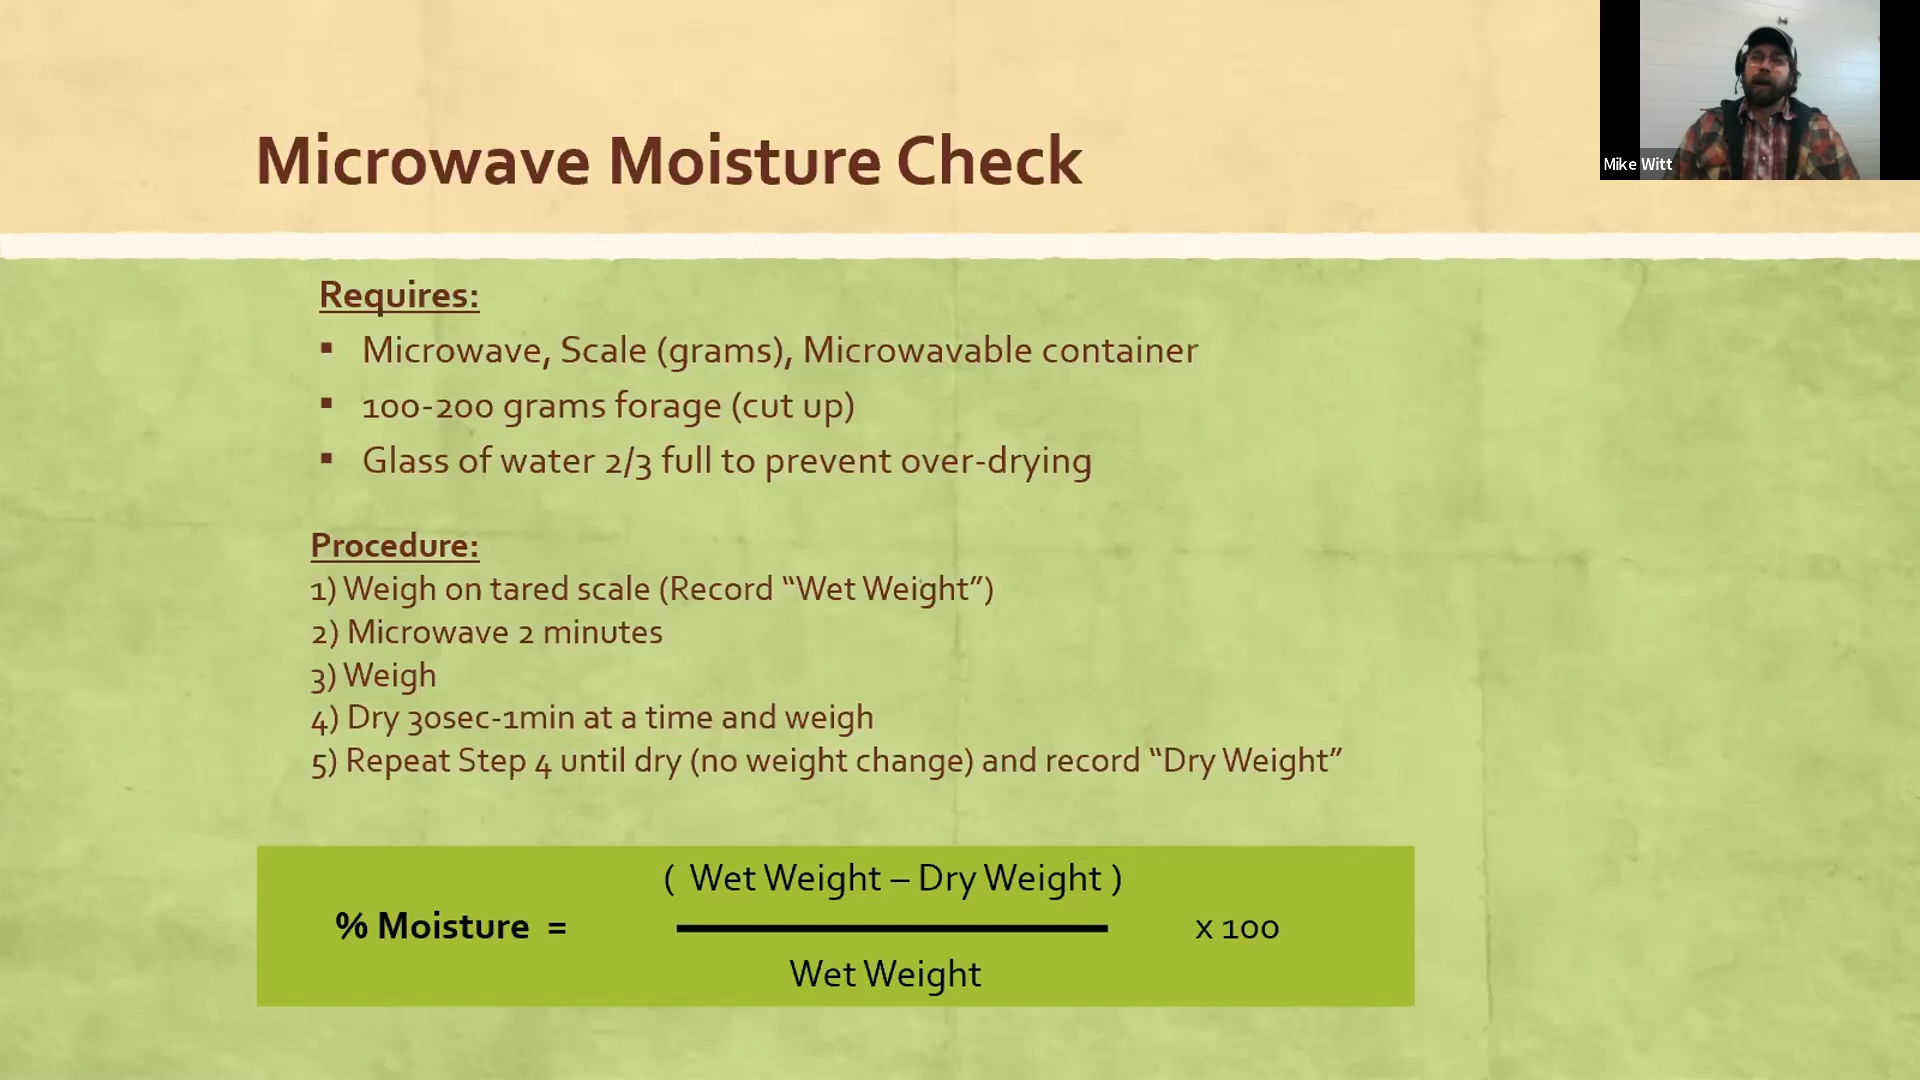 Microwave Moisture Check
Mike Witt
Requires:
▪ Microwave, Scale (grams), Microwavable container
▪ 100-200 grams forage (cut up)
▪ Glass of water 2/3 full to prevent over-drying
Procedure:
1) Weigh on tared scale (Record “Wet Weight”)
2) Microwave 2 minutes
3) Weigh
4) Dry 30sec-1min at a time and weigh
5) Repeat Step 4 until dry (no weight change) and record “Dry Weight”
( Wet Weight – Dry Weight )
% Moisture = x 100
Wet Weight